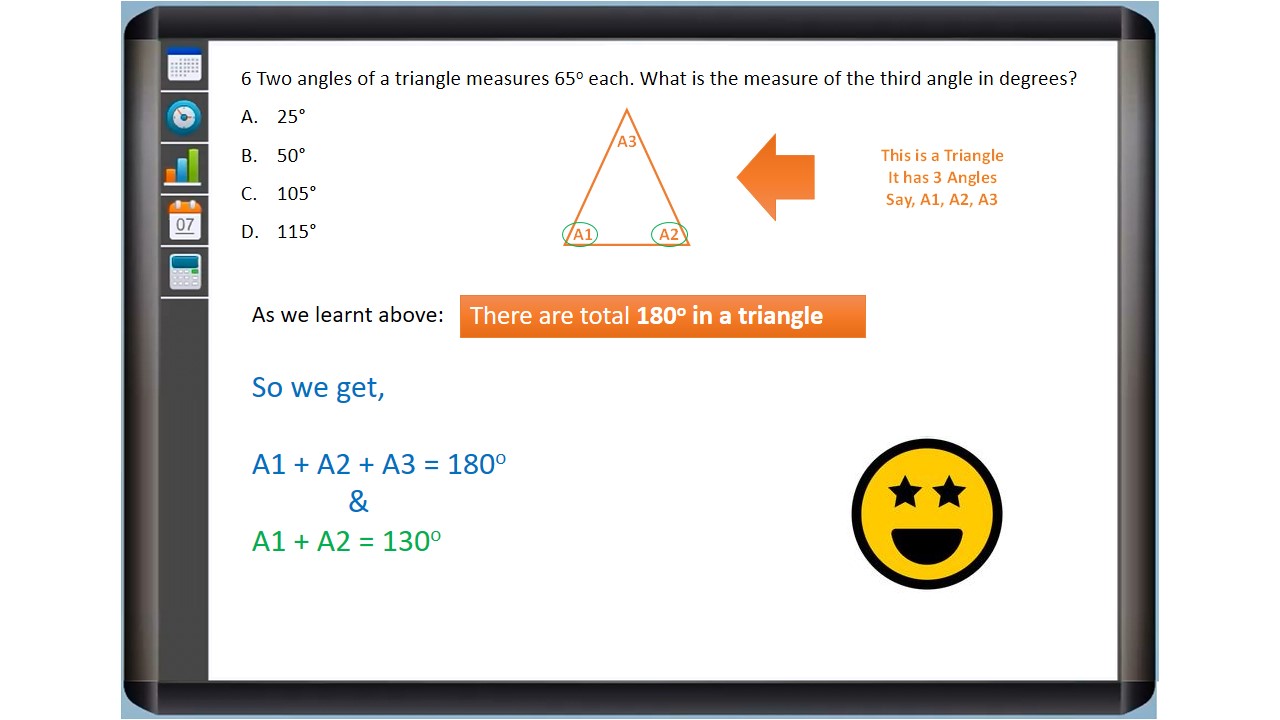 6 Two angles of a triangle measures 65° each. What is the measure of the third angle in degrees?
A. 25°
B. 50°
C. 105°
D. 115°
A3
A1
A2
This is a Triangle
It has 3 Angles
Say, A1, A2, A3
07
As we learnt above:
There are total 180° in a triangle
So we get,
A1 + A2 + A3 = 180°
&
A1 + A2 = 130°